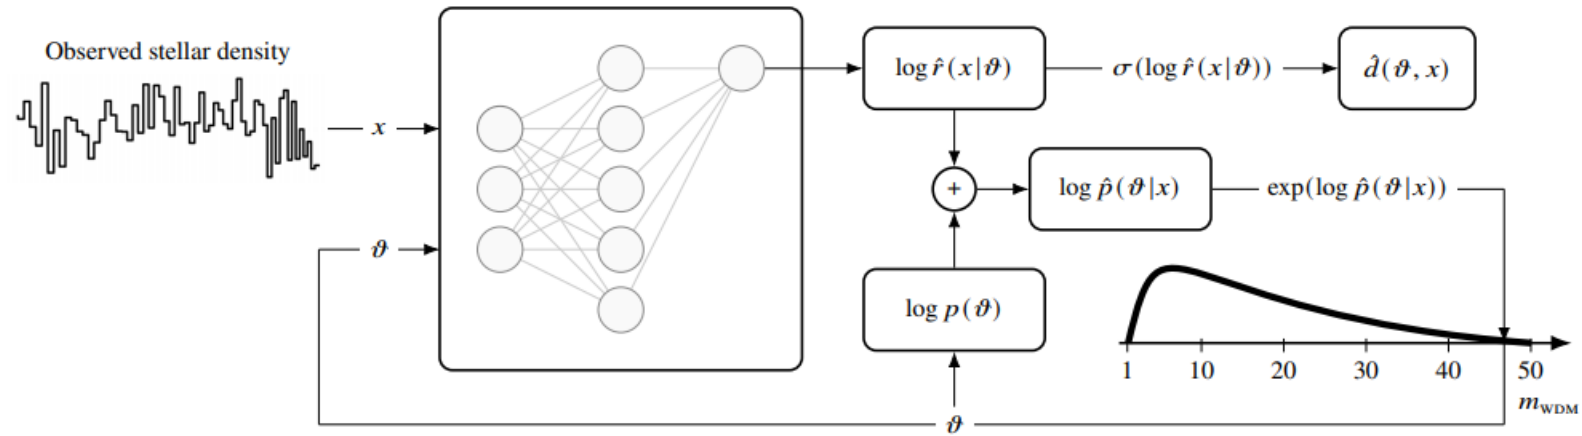 Observed stellar density
x
ϑ
log r̂(x|ϑ)
σ(log r̂(x|ϑ))
d̂(ϑ, x)
+
log p̂(ϑ|x)
exp(log p̂(ϑ|x))
log p(ϑ)
1 10 20 30 40 50
m_WDM
ϑ